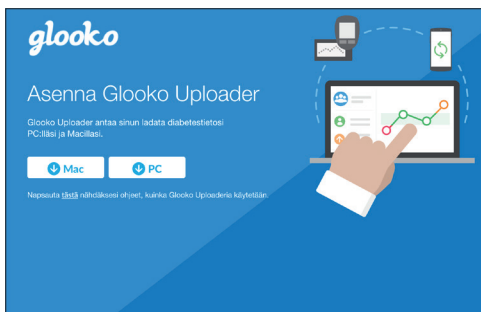 glooko
Asenna Glooko Uploader
Glooko Uploader antaa sinun ladata diabetestietosi
PC:lläsi ja Macillasi.
Mac PC
Napsauta tästä nähdäksesi ohjeet, kuinka Glooko Uploaderia käytetään.